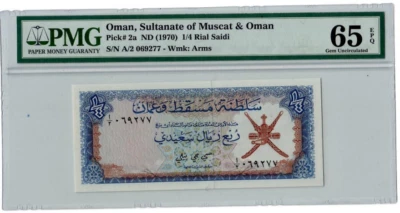 PMG
PAPER MONEY GUARANTY
Oman, Sultanate of Muscat & Oman
Pick# 2a ND (1970) 1/4 Rial Saidi
S/N A/2 069277 - Wmk: Arms
65 EPQ
Gem Uncirculated
سلطنة مسقط وعمان
ربع ريال سعيدي
٠٦٩٢٧٧
٠٦٩٢٧٧